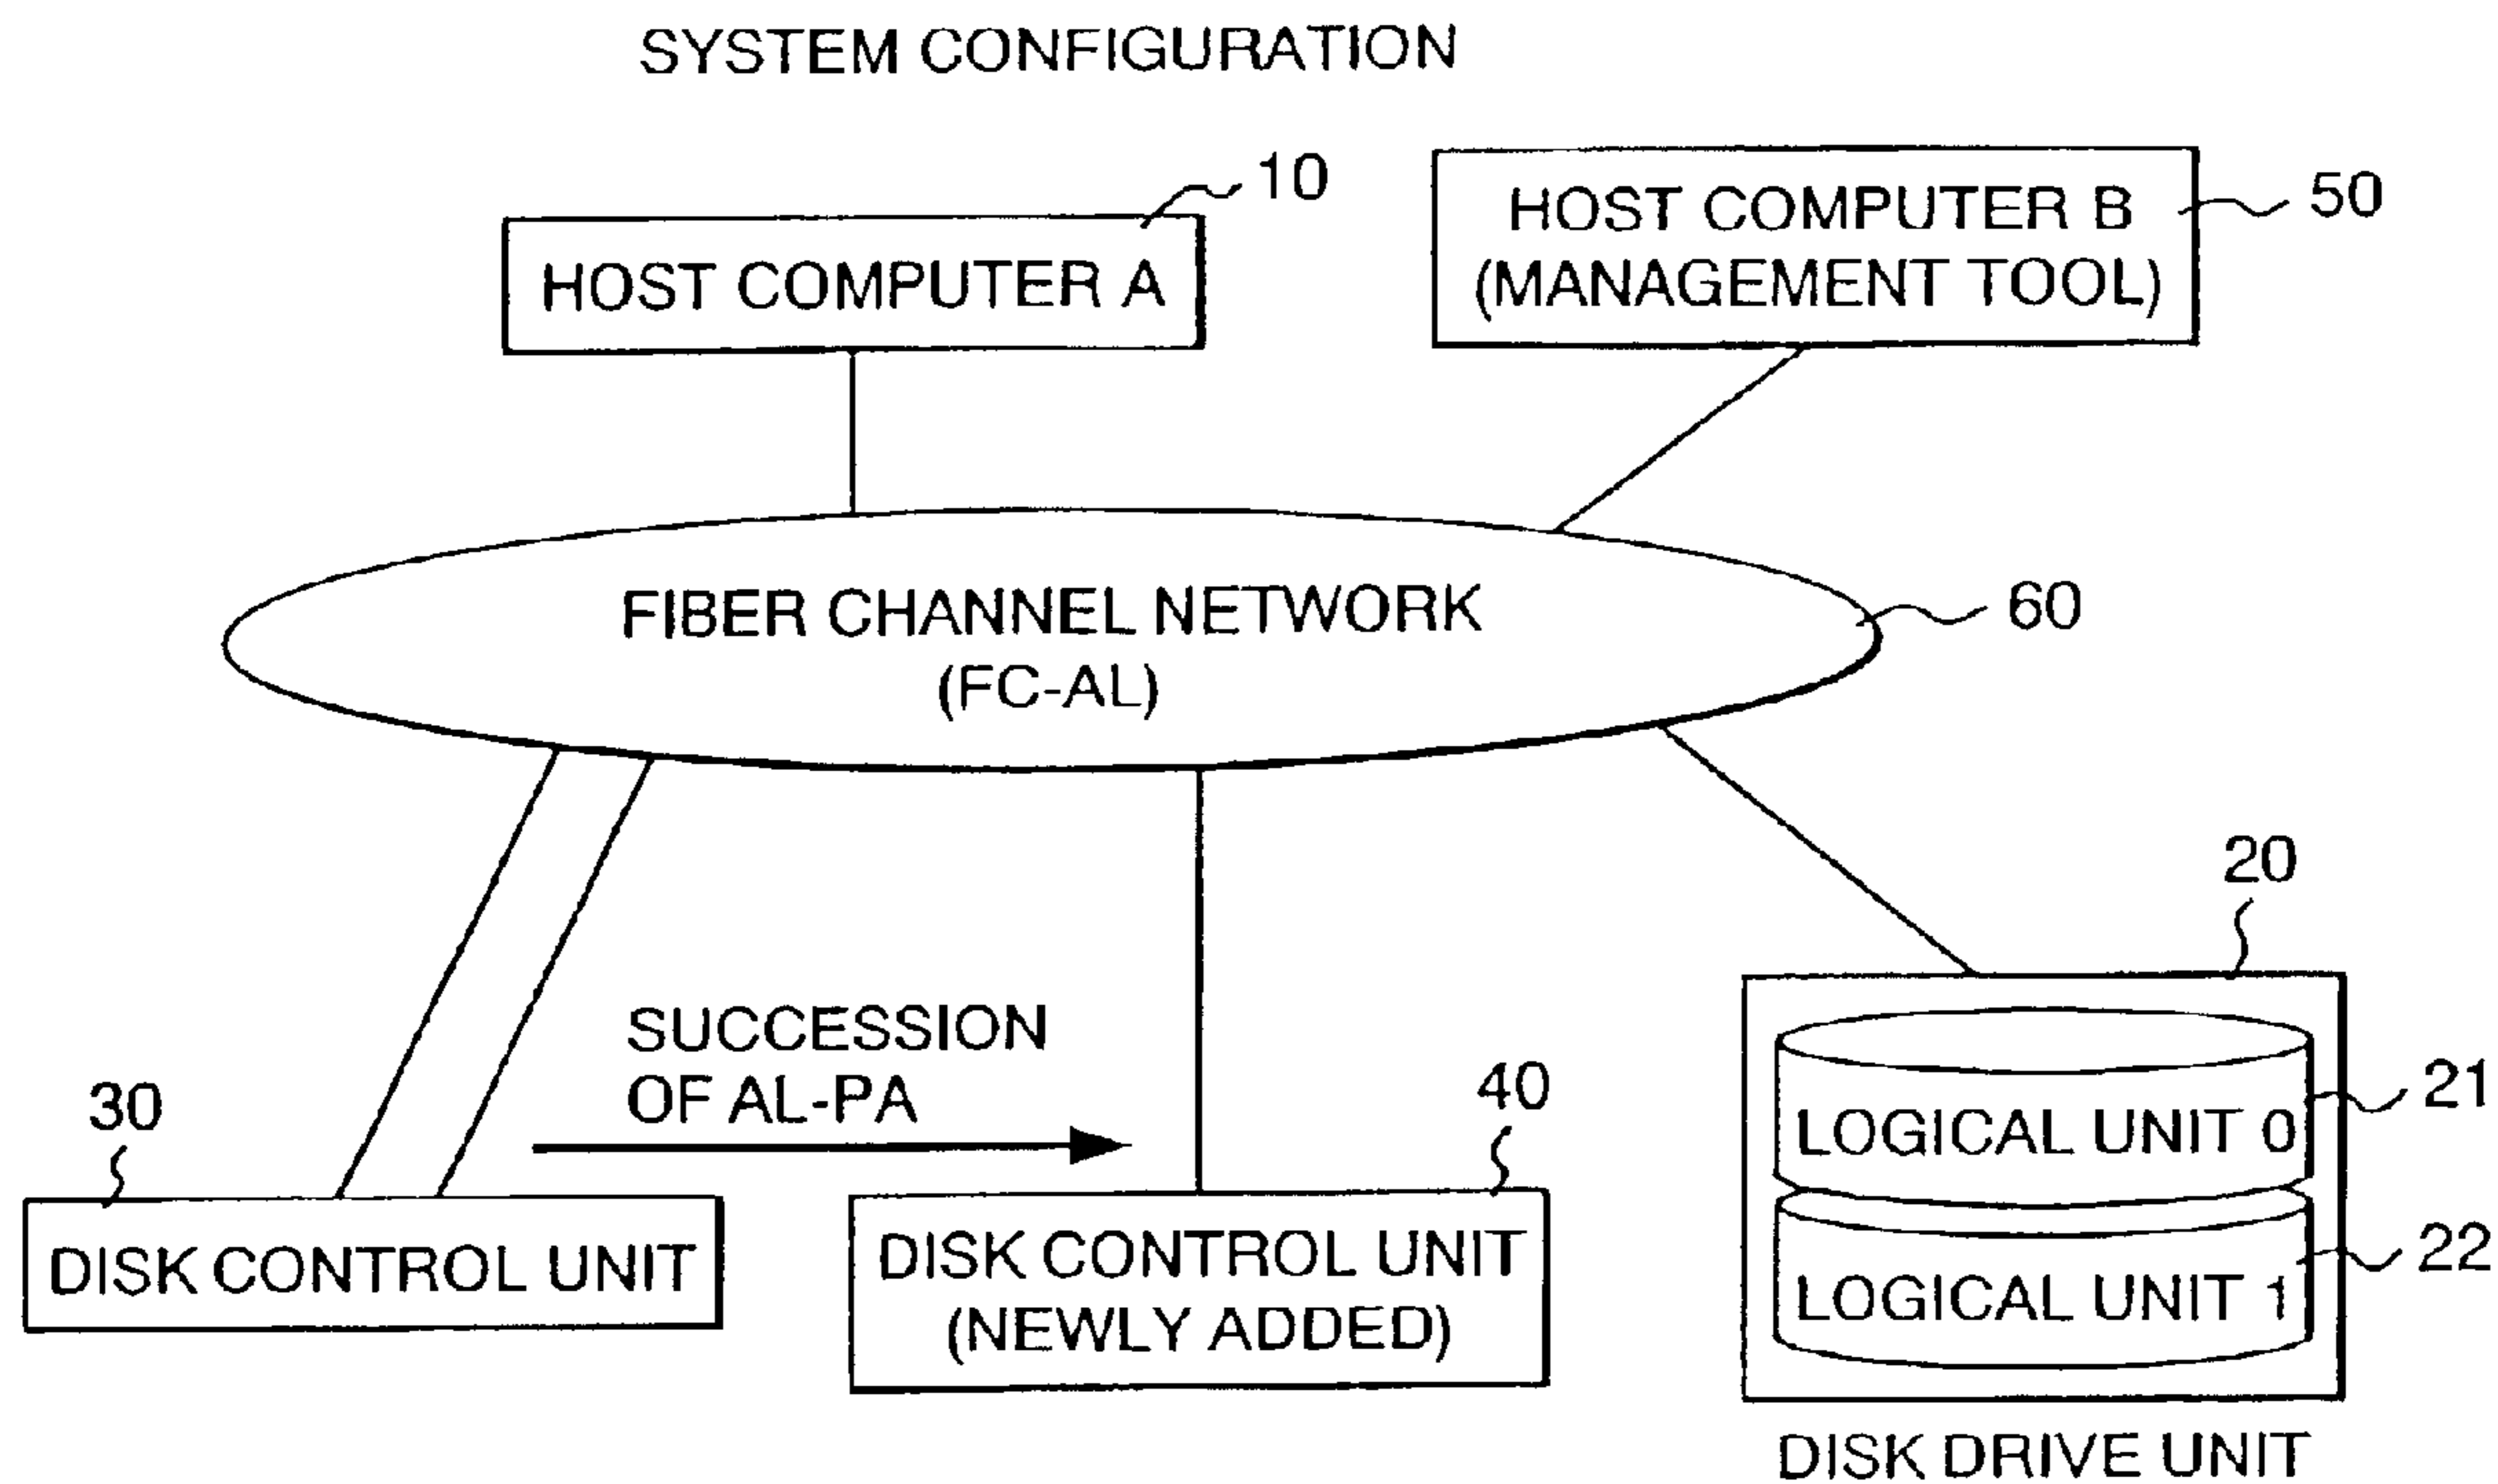 SYSTEM CONFIGURATION
10
HOST COMPUTER A
HOST COMPUTER B
(MANAGEMENT TOOL)
50
FIBER CHANNEL NETWORK
(FC-AL)
60
SUCCESSION
OF AL-PA
30
DISK CONTROL UNIT
40
DISK CONTROL UNIT
(NEWLY ADDED)
20
LOGICAL UNIT 0
21
LOGICAL UNIT 1
22
DISK DRIVE UNIT